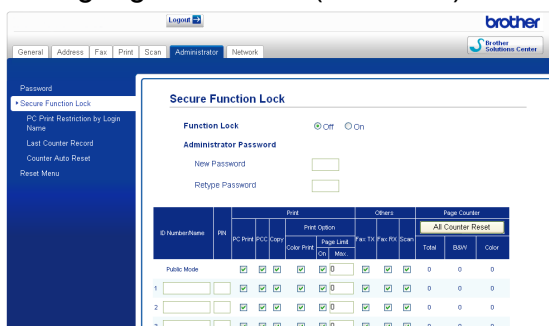 Logout
brother
General Address Fax Print Scan Administrator Network
Brother
Solutions Center
Password
Secure Function Lock
PC Print Restriction by Login
Name
Last Counter Record
Counter Auto Reset
Reset Menu
Secure Function Lock
Function Lock Off On
Administrator Password
New Password
Retype Password
Print Others Page Counter
ID Number/Name PIN PC Print PCC Copy Print Option Fax TX Fax RX Scan All Counter Reset
Color Print Page Limit Total B&W Color
On Max.
Public Mode 0 0 0 0
1 0 0 0 0
2 0 0 0 0